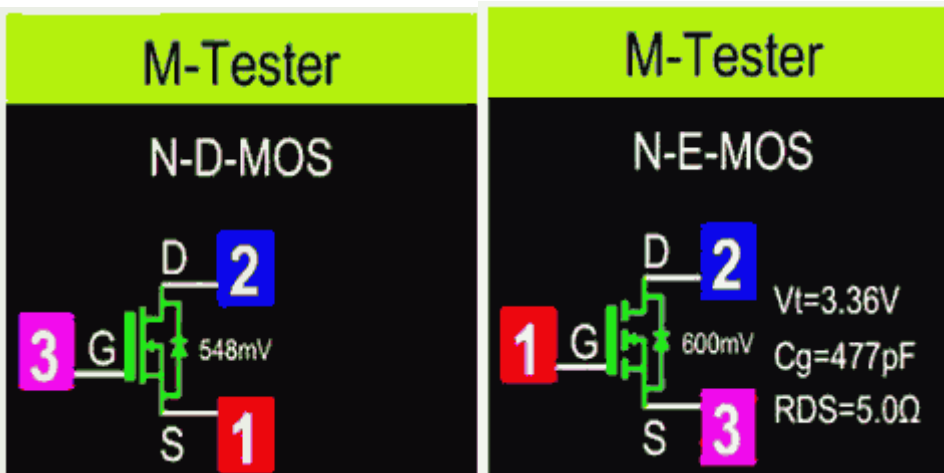 M-Tester
N-D-MOS
D
2
3
G
548mV
S
1
M-Tester
N-E-MOS
D
2
Vt=3.36V
1
G
600mV
Cg=477pF
RDS=5.0Ω
S
3